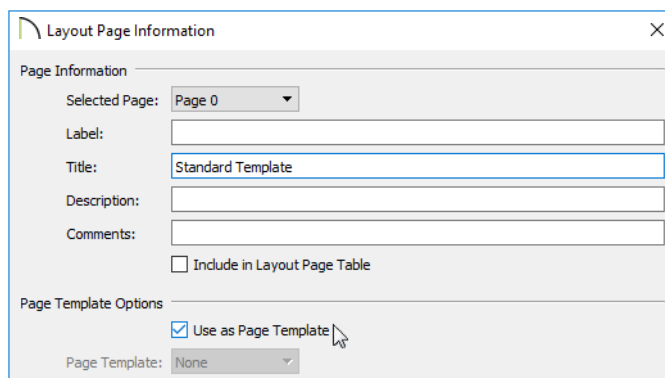 Layout Page Information
Page Information
Selected Page: Page 0
Label:
Title: Standard Template
Description:
Comments:
Include in Layout Page Table
Page Template Options
Use as Page Template
Page Template: None